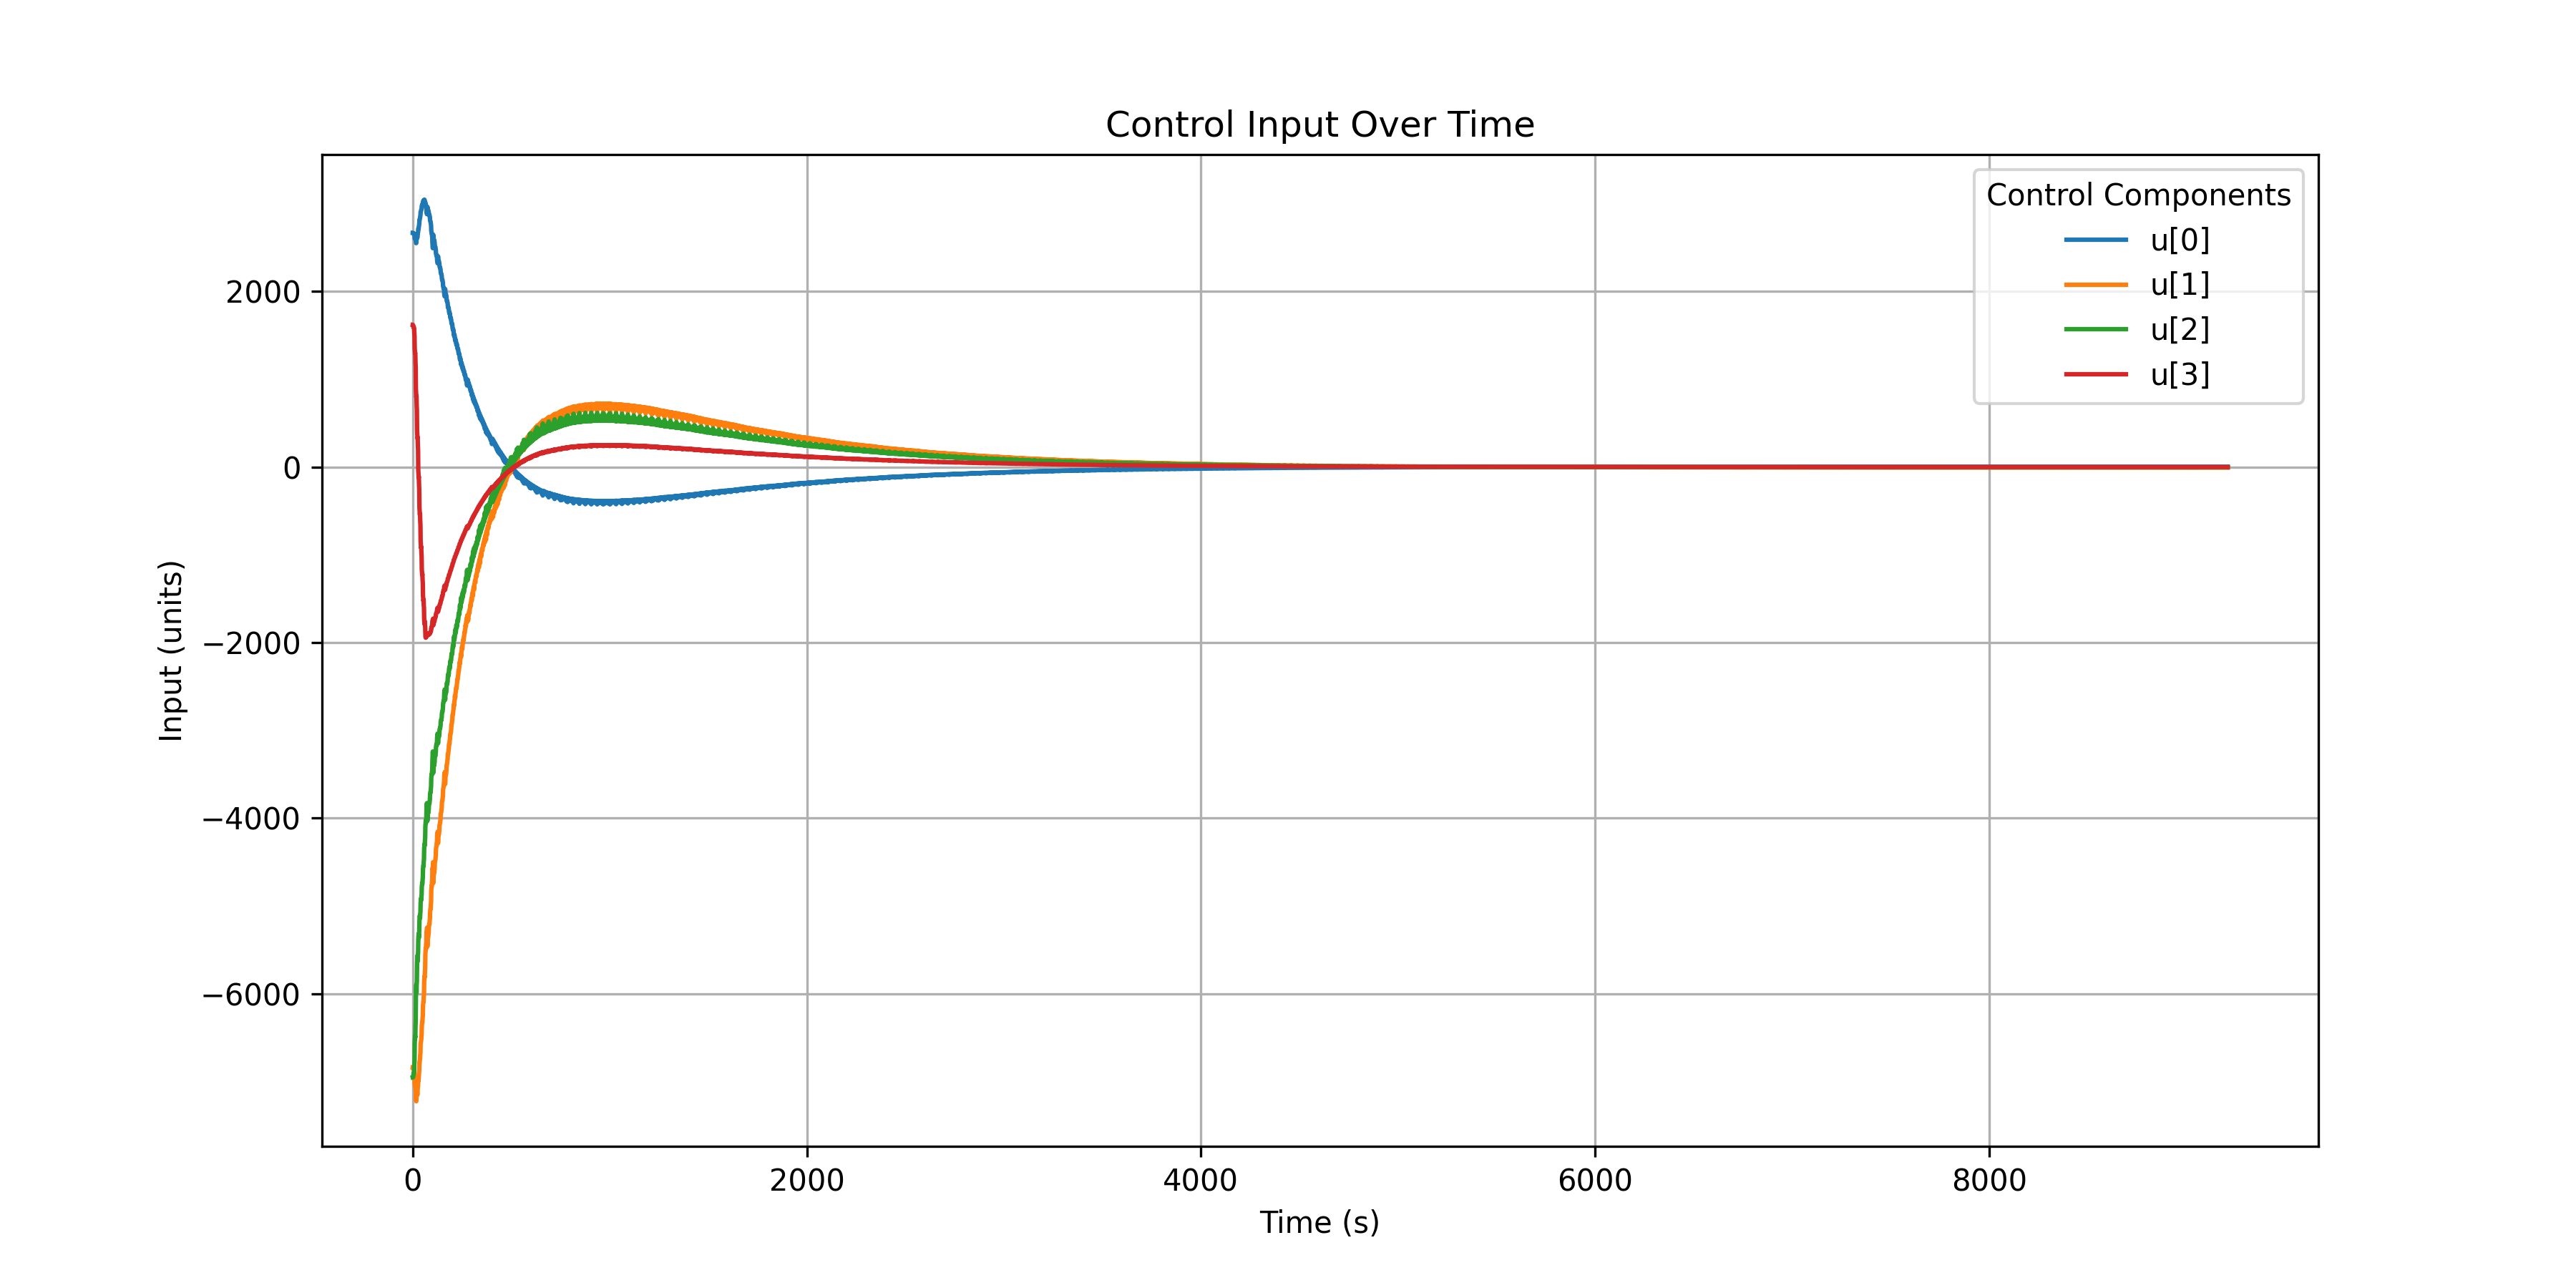 Control Input Over Time
Control Components
u[0]
u[1]
u[2]
u[3]
2000
0
−2000
−4000
−6000
Input (units)
0 2000 4000 6000 8000
Time (s)